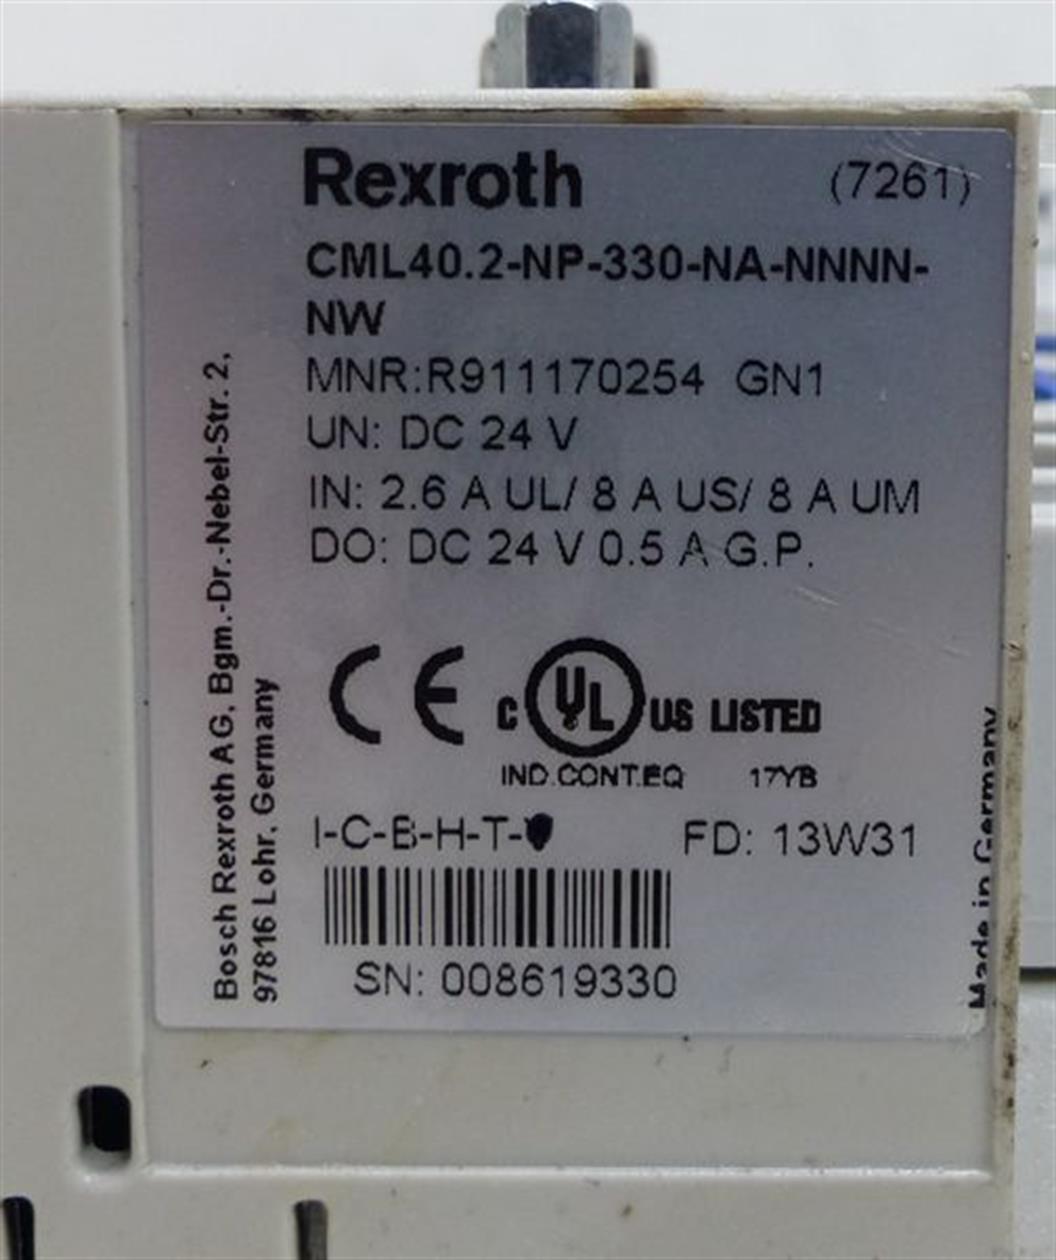 Rexroth (7261)
CML40.2-NP-330-NA-NNNN-
NW
MNR:R911170254 GN1
UN: DC 24 V
IN: 2.6 A UL/ 8 A US/ 8 A UM
DO: DC 24 V 0.5 A G.P.
CE C UL US LISTED
IND.CONT.EQ 17YB
I-C-B-H-T- FD: 13W31
SN: 008619330
Bosch Rexroth AG, Bgm.-Dr.-Nebel-Str. 2,
97816 Lohr, Germany
Made in Germany